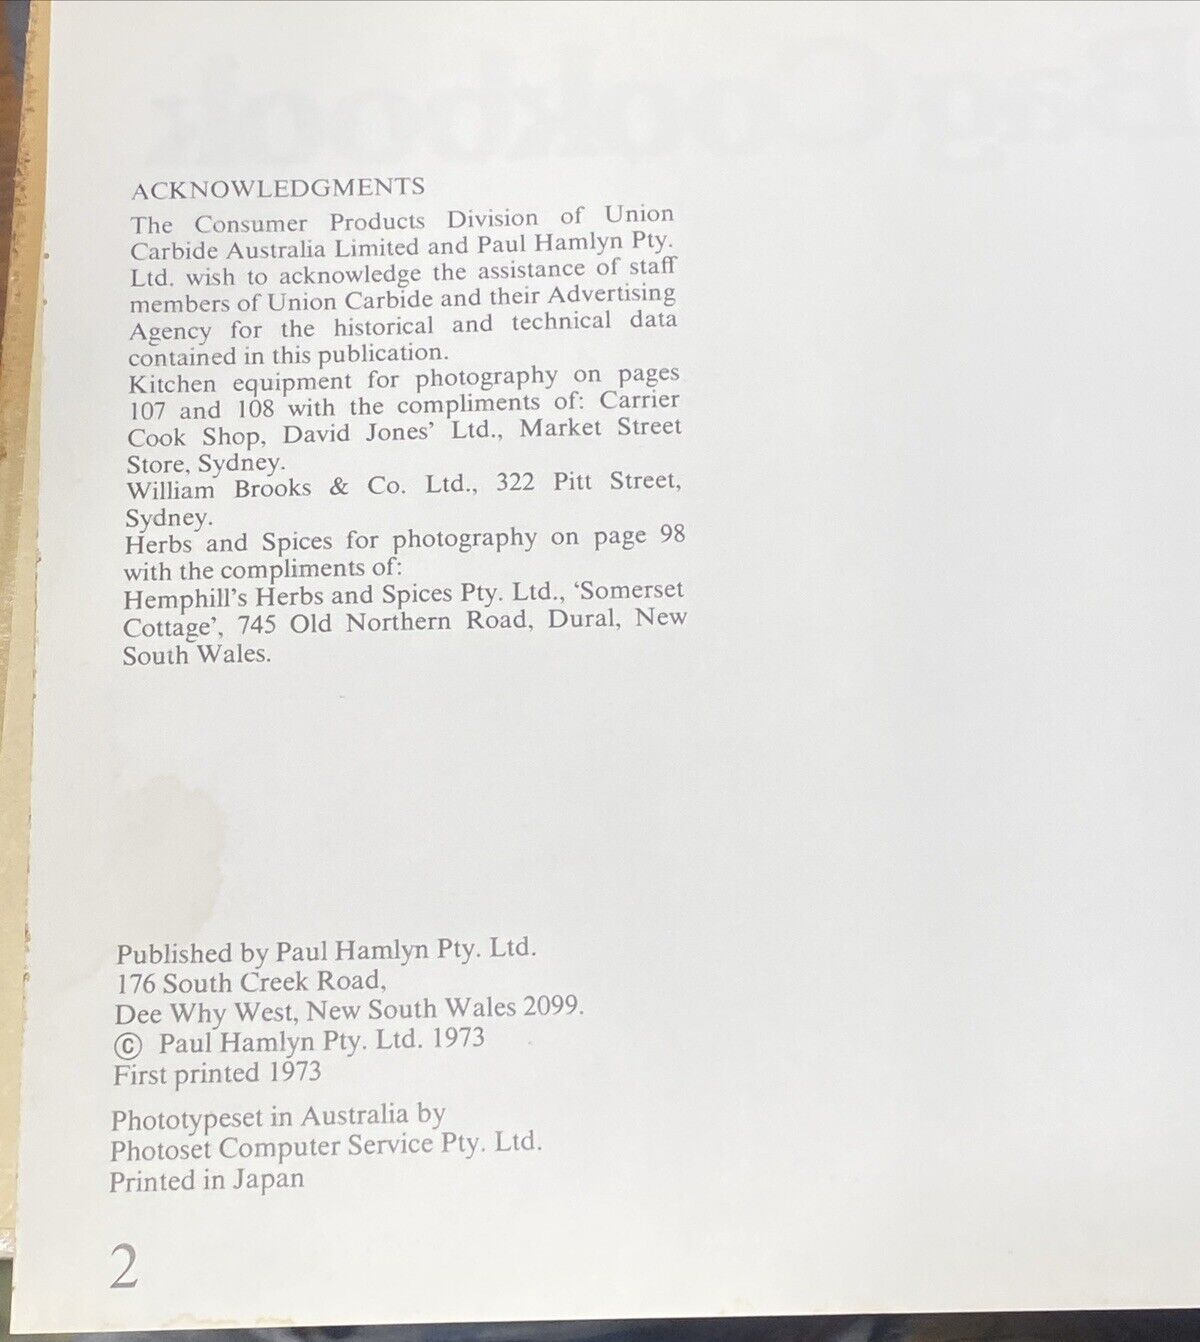 ACKNOWLEDGMENTS
The Consumer Products Division of Union
Carbide Australia Limited and Paul Hamlyn Pty.
Ltd. wish to acknowledge the assistance of staff
members of Union Carbide and their Advertising
Agency for the historical and technical data
contained in this publication.
Kitchen equipment for photography on pages
107 and 108 with the compliments of: Carrier
Cook Shop, David Jones’ Ltd., Market Street
Store, Sydney.
William Brooks & Co. Ltd., 322 Pitt Street,
Sydney.
Herbs and Spices for photography on page 98
with the compliments of:
Hemphill’s Herbs and Spices Pty. Ltd., ‘Somerset
Cottage’, 745 Old Northern Road, Dural, New
South Wales.
Published by Paul Hamlyn Pty. Ltd.
176 South Creek Road,
Dee Why West, New South Wales 2099.
© Paul Hamlyn Pty. Ltd. 1973
First printed 1973
Phototypeset in Australia by
Photoset Computer Service Pty. Ltd.
Printed in Japan
2